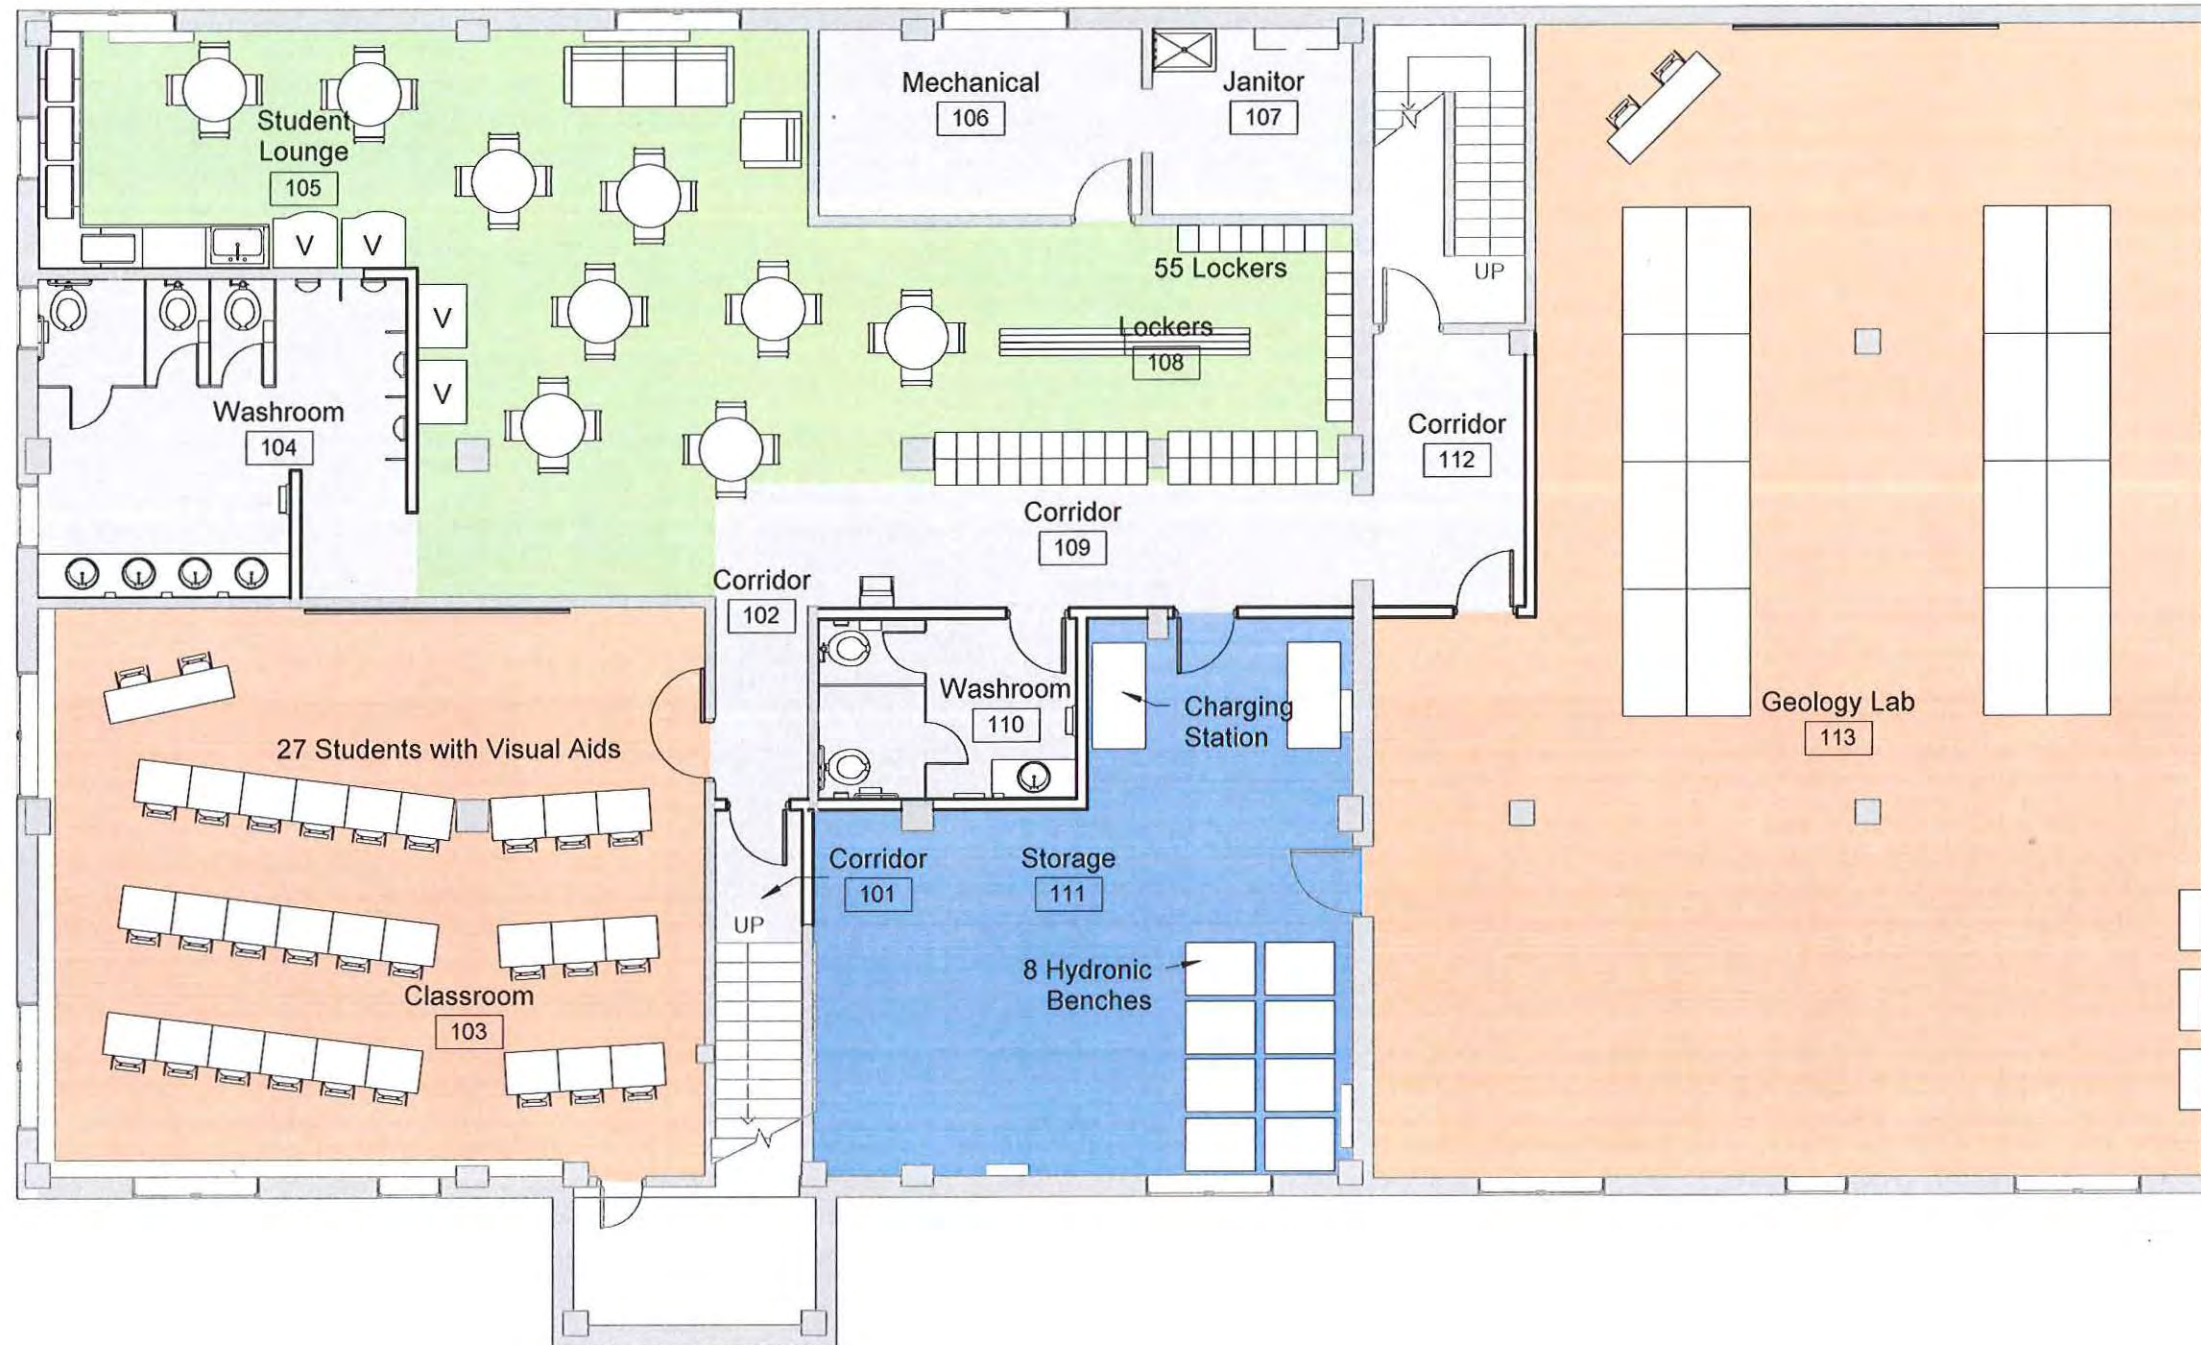 Student
Lounge
105
Mechanical
106
Janitor
107
UP
V
V
V
V
55 Lockers
Lockers
108
Washroom
104
Corridor
112
Corridor
109
Corridor
102
Washroom
110
Charging
Station
Geology Lab
113
27 Students with Visual Aids
Corridor
101
Storage
111
UP
8 Hydronic
Benches
Classroom
103